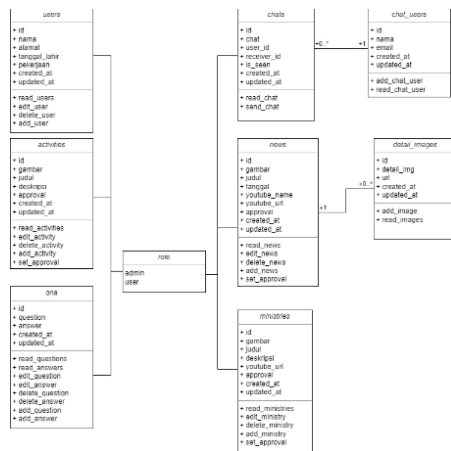 users
+ id
+ nama
+ alamat
+ tanggal_lahir
+ pekerjaan
+ created_at
+ updated_at
+ read_users
+ edit_user
+ delete_user
+ add_user
activities
+ id
+ gambar
+ judul
+ deskripsi
+ approval
+ created_at
+ updated_at
+ read_activities
+ edit_activity
+ delete_activity
+ add_activity
+ set_approval
qna
+ id
+ question
+ answer
+ created_at
+ updated_at
+ read_questions
+ read_answers
+ edit_question
+ edit_answer
+ delete_question
+ delete_answer
+ add_question
+ add_answer
role
admin
user
chats
+ id
+ chat
+ user_id
+ receiver_id
+ is_seen
+ created_at
+ updated_at
+ read_chat
+ send_chat
+0..*
+1
chat_users
+ id
+ nama
+ email
+ created_at
+ updated_at
+ add_chat_user
+ read_chat_user
news
+ id
+ gambar
+ judul
+ tanggal
+ youtube_name
+ youtube_url
+ approval
+ created_at
+ updated_at
+ read_news
+ edit_news
+ delete_news
+ add_news
+ set_approval
+1
+0..*
detail_images
+ id
+ detail_img
+ url
+ created_at
+ updated_at
+ add_image
+ read_images
ministries
+ id
+ gambar
+ judul
+ deskripsi
+ youtube_url
+ approval
+ created_at
+ updated_at
+ read_ministries
+ edit_ministry
+ delete_ministry
+ add_ministry
+ set_approval